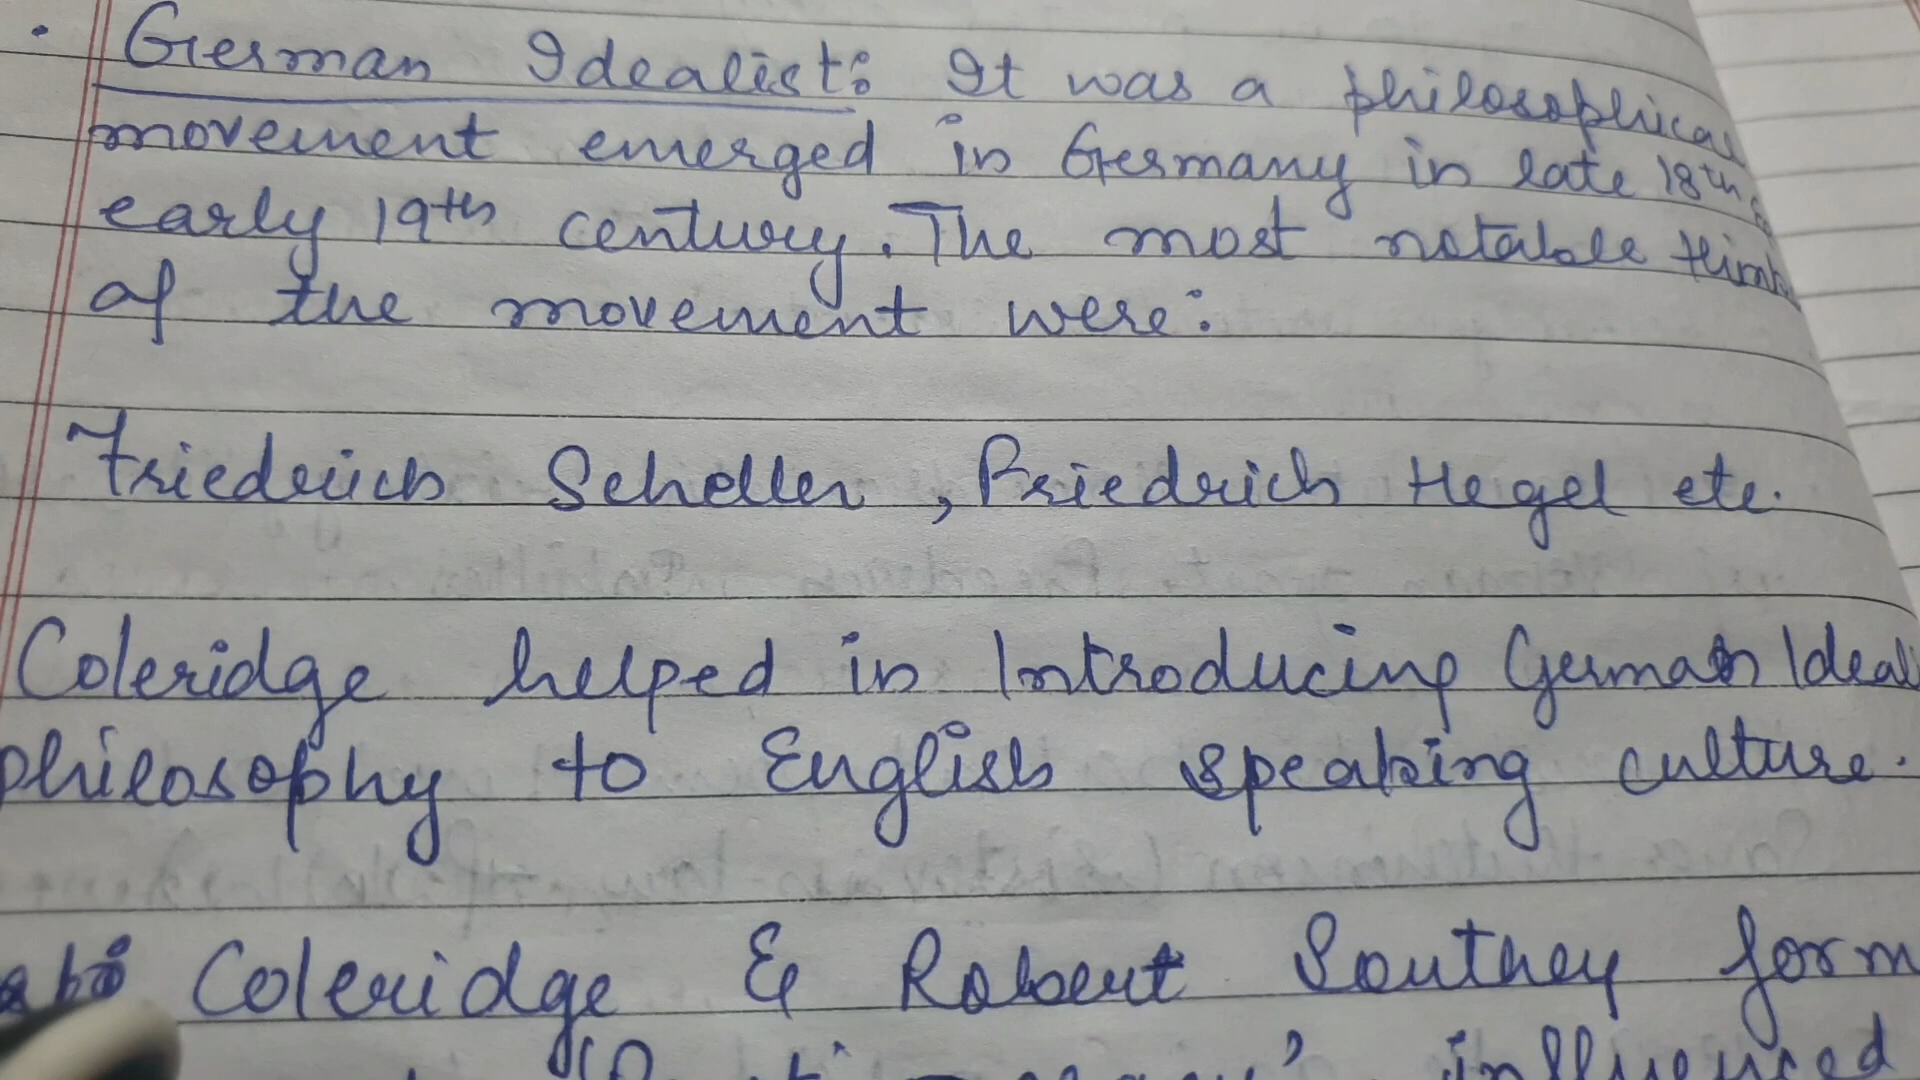 • German Idealist: It was a philosophical
movement emerged in Germany in late 18th
early 19th century. The most notable
of the movement were:
Friedrich Scheller, Friedrich Hegel etc.
Coleridge helped in Introducing German Ideal
philosophy to English speaking culture.
Coleridge & Robert Southey form
influenced